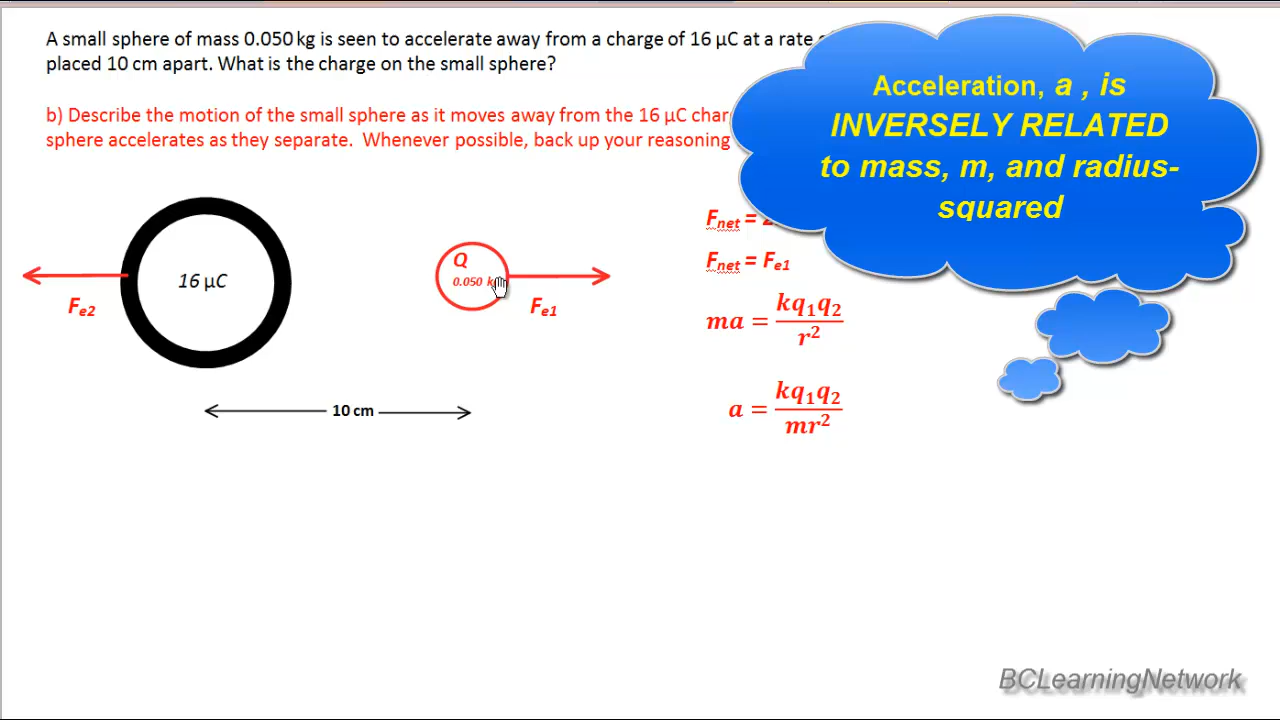 A small sphere of mass 0.050 kg is seen to accelerate away from a charge of 16 µC at a rate
placed 10 cm apart. What is the charge on the small sphere?
b) Describe the motion of the small sphere as it moves away from the 16 µC
sphere accelerates as they separate. Whenever possible, back up your reasoning
Acceleration, a , is
INVERSELY RELATED
to mass, m, and radius-
squared
Fnet =
Fnet = Fe1
16 µC
Q
0.050
Fe2
Fe1
ma = kq1q2 / r²
a = kq1q2 / mr²
10 cm
BCLearningNetwork